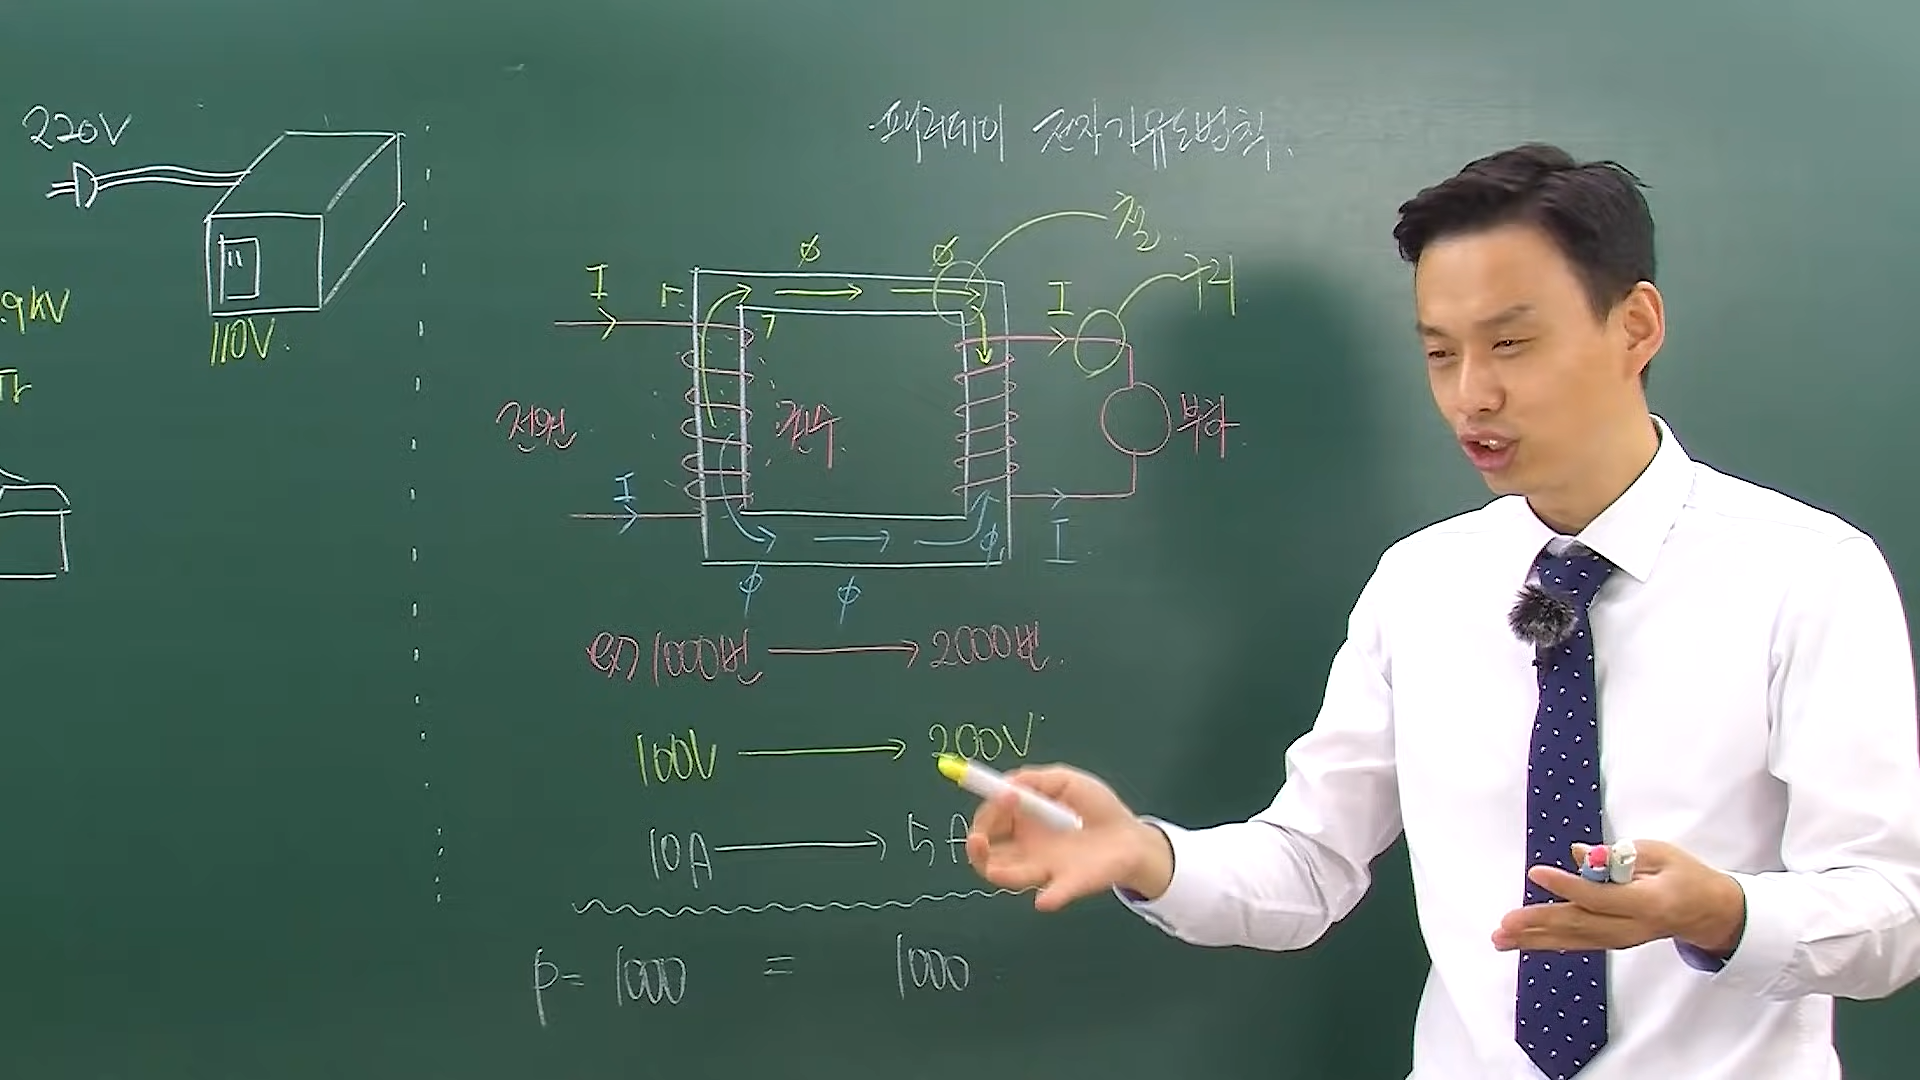 패러데이 전자기유도법칙.
220V
110V.
.9kV
철
구리
φ
φ
I
I
전원
권수
부하
I
I
φ
φ
φ
ex) 1000번 → 2000번.
100V → 200V
10A → 5A
P= 1000 = 1000